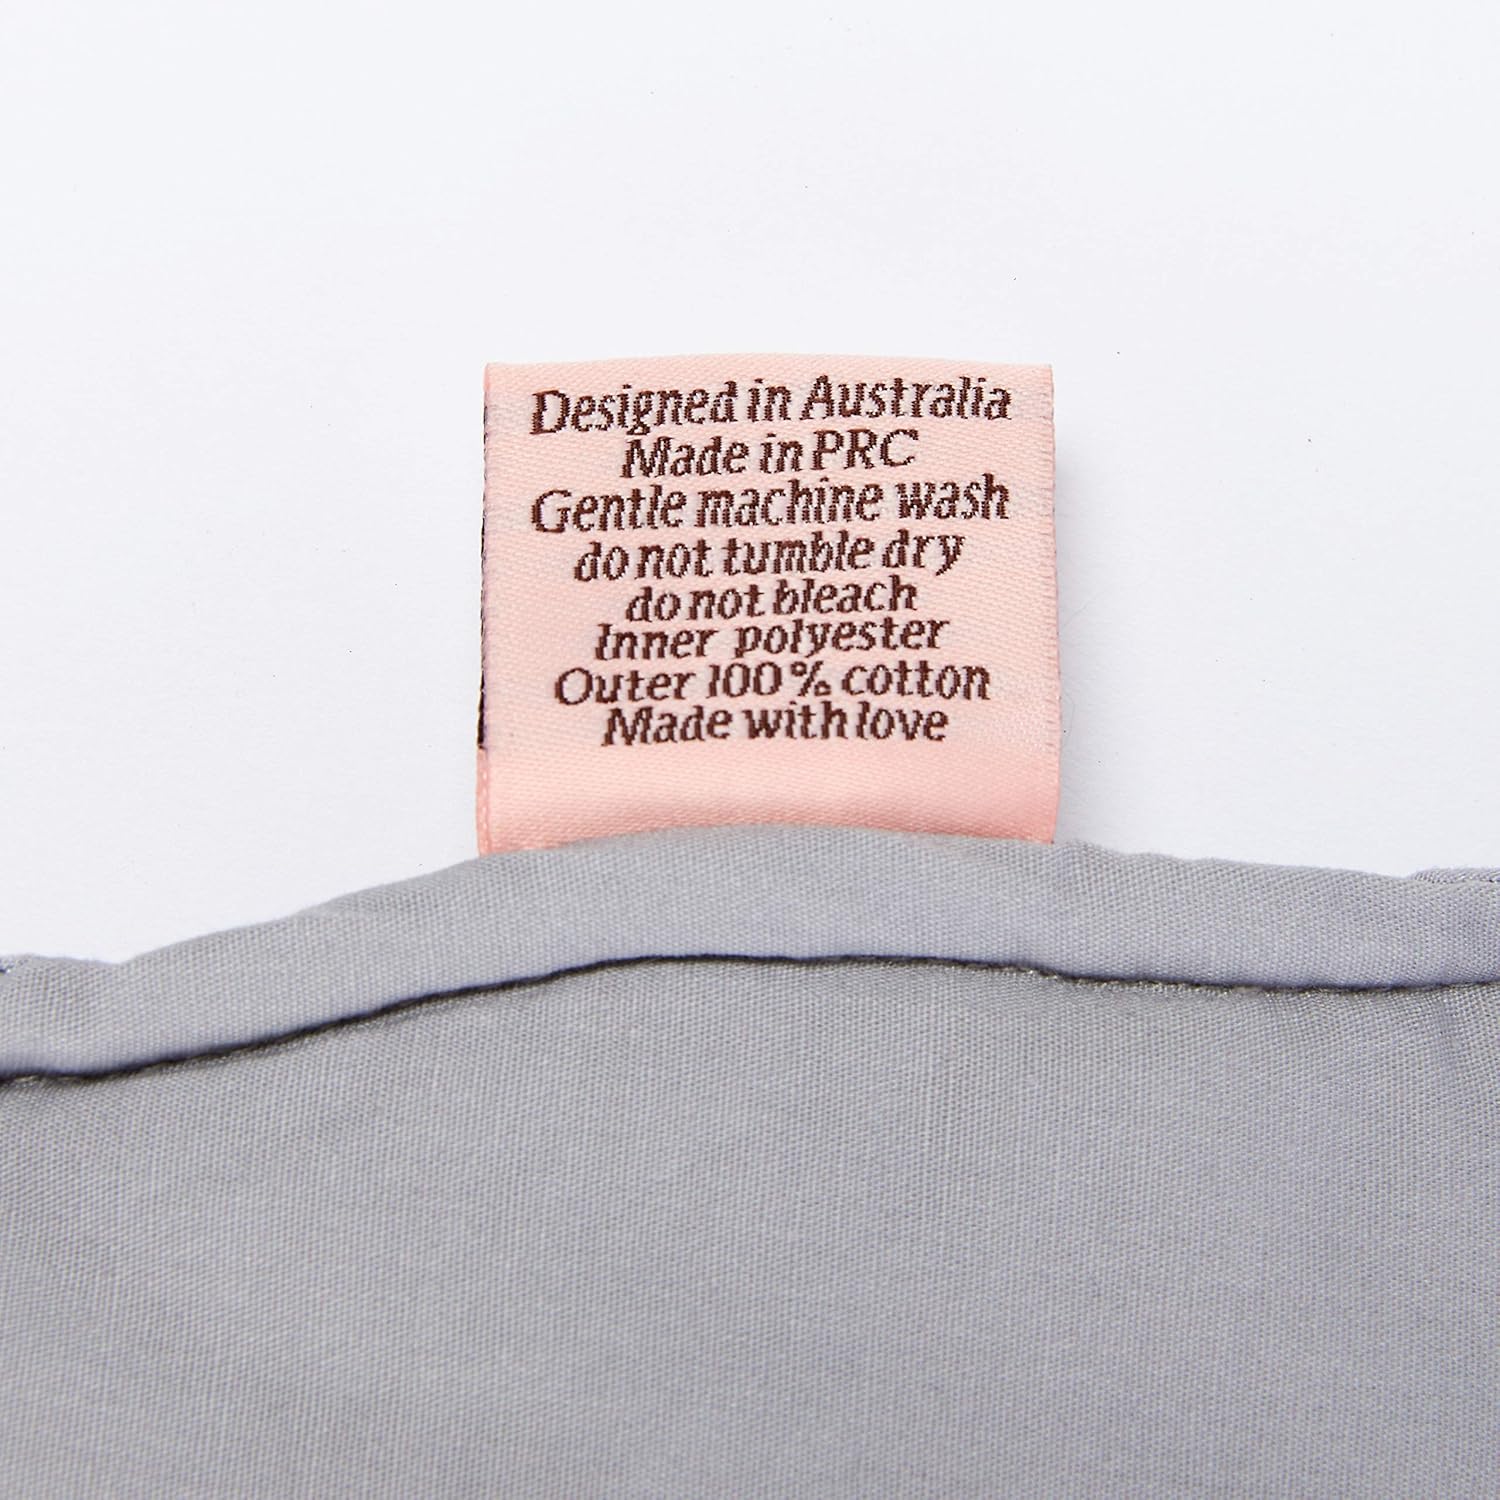 Designed in Australia
Made in PRC
Gentle machine wash
do not tumble dry
do not bleach
Inner polyester
Outer 100% cotton
Made with love